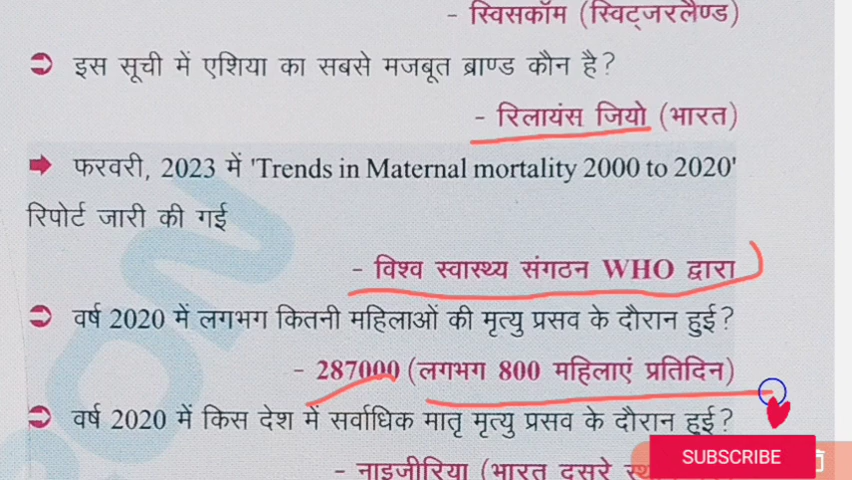 - स्विसकॉम (स्विट्जरलैण्ड)
इस सूची में एशिया का सबसे मजबूत ब्राण्ड कौन है?
- रिलायंस जियो (भारत)
फरवरी, 2023 में 'Trends in Maternal mortality 2000 to 2020'
रिपोर्ट जारी की गई
- विश्व स्वास्थ्य संगठन WHO द्वारा
वर्ष 2020 में लगभग कितनी महिलाओं की मृत्यु प्रसव के दौरान हुई?
- 287000 (लगभग 800 महिलाएं प्रतिदिन)
वर्ष 2020 में किस देश में सर्वाधिक मातृ मृत्यु प्रसव के दौरान हुई?
- नाइजीरिया (भारत दूसरे
SUBSCRIBE